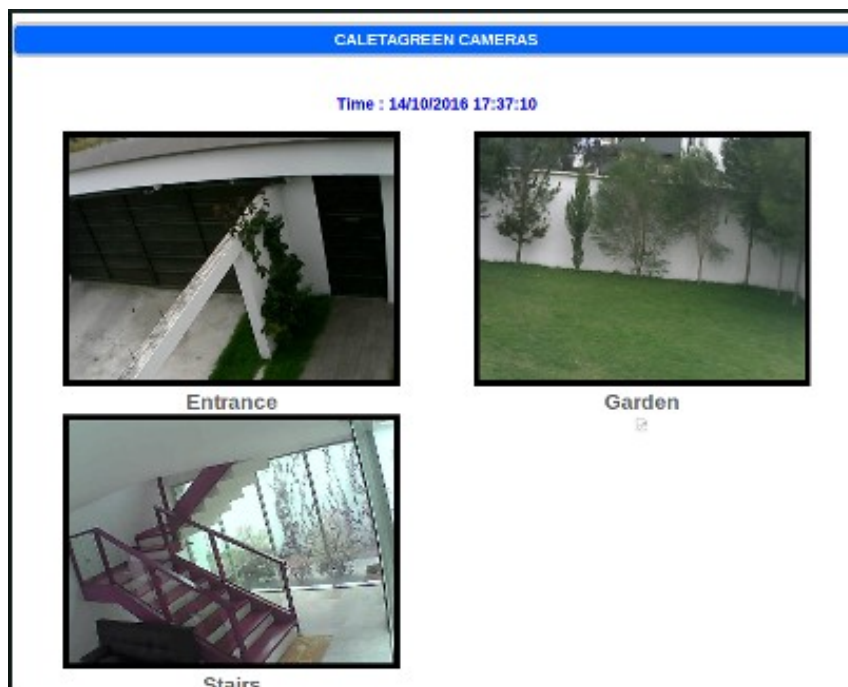 CALETAGREEN CAMERAS
Time : 14/10/2016 17:37:10
Entrance
Garden
Stairs